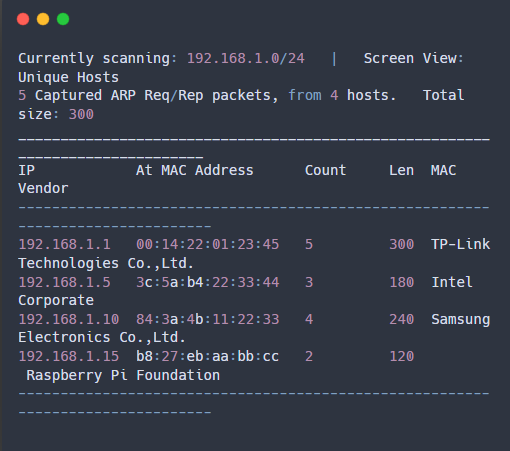 Currently scanning: 192.168.1.0/24   |   Screen View:
Unique Hosts
5 Captured ARP Req/Rep packets, from 4 hosts.   Total
size: 300
________________________________________________________
______________________
IP            At MAC Address      Count     Len  MAC
Vendor
--------------------------------------------------------
-----------------------
192.168.1.1   00:14:22:01:23:45   5         300  TP-Link
Technologies Co.,Ltd.
192.168.1.5   3c:5a:b4:22:33:44   3         180  Intel
Corporate
192.168.1.10  84:3a:4b:11:22:33   4         240  Samsung
Electronics Co.,Ltd.
192.168.1.15  b8:27:eb:aa:bb:cc   2         120
 Raspberry Pi Foundation
--------------------------------------------------------
-----------------------